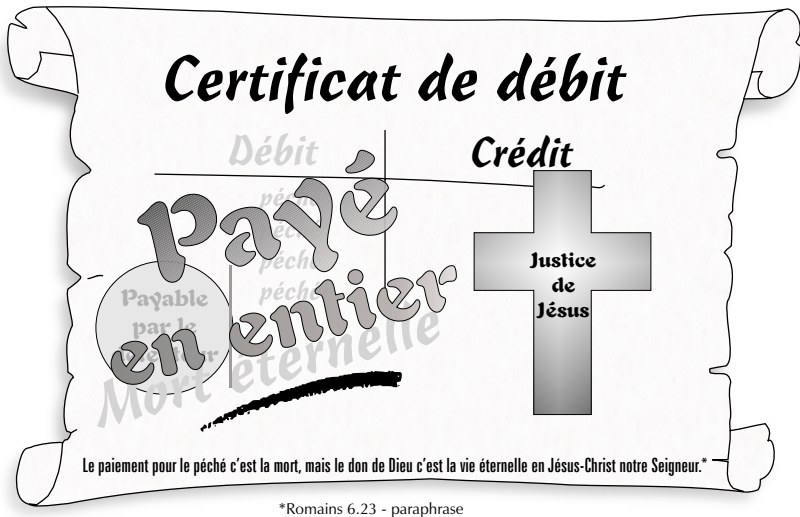 Certificat de débit
Débit
Crédit
péché
péché
péché
péché
Payé
en entier
Payable
par le
Mort éternelle
Justice
de
Jésus
Le paiement pour le péché c'est la mort, mais le don de Dieu c'est la vie éternelle en Jésus-Christ notre Seigneur.*
*Romains 6.23 - paraphrase